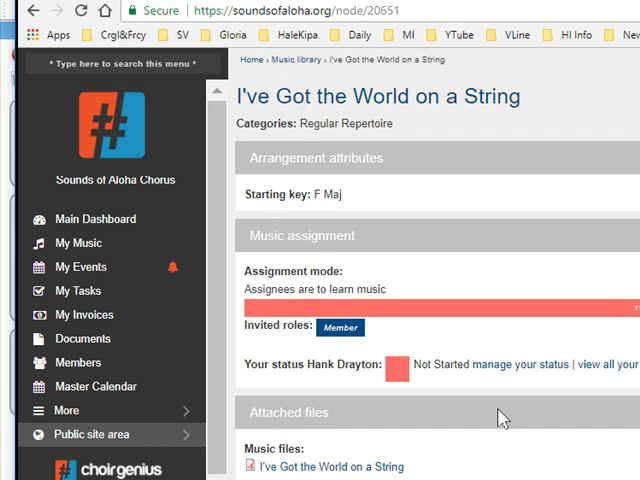 Secure https://soundsofaloha.org/node/20651
Apps Crgl&Frcy SV Gloria HaleKipa Daily MI YTube VLine HI Info New
* Type here to search this menu *
Home › Music library › I've Got the World on a String
I've Got the World on a String
Categories: Regular Repertoire
Arrangement attributes
Starting key: F Maj
Sounds of Aloha Chorus
Main Dashboard
My Music
My Events
My Tasks
My Invoices
Documents
Members
Master Calendar
More
Public site area
choirgenius
Music assignment
Assignment mode:
Assignees are to learn music
Invited roles: Member
Your status Hank Drayton: Not Started manage your status | view all your
Attached files
Music files:
I've Got the World on a String